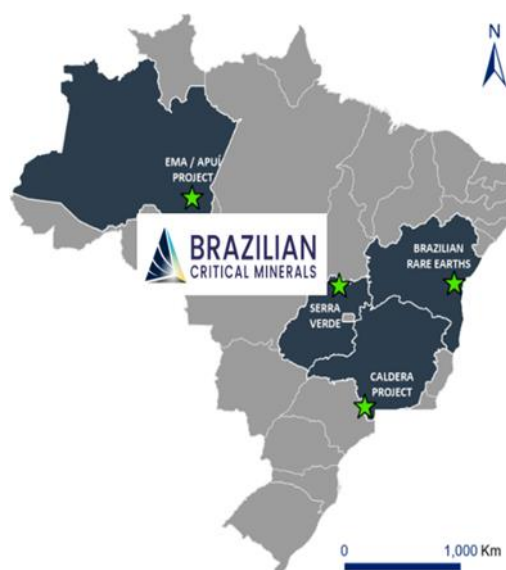 N
EMA / APUÍ
PROJECT
BRAZILIAN
CRITICAL MINERALS
BRAZILIAN
RARE EARTHS
SERRA
VERDE
CALDERA
PROJECT
0 1,000 Km